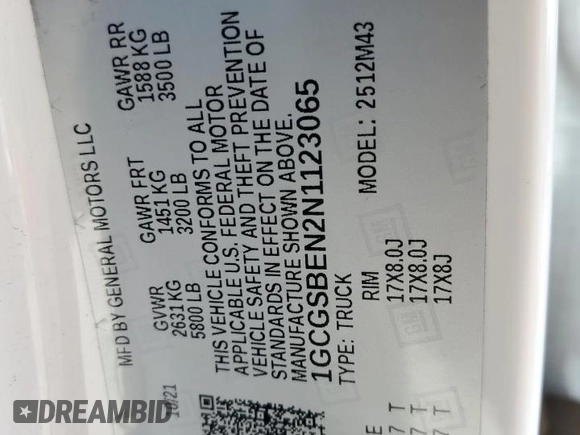 MFD BY GENERAL MOTORS LLC
10/21
GVWR
2631 KG
5800 LB
GAWR FRT
1451 KG
3200 LB
GAWR RR
1588 KG
3500 LB
THIS VEHICLE CONFORMS TO ALL
APPLICABLE U.S. FEDERAL MOTOR
VEHICLE SAFETY AND THEFT PREVENTION
STANDARDS IN EFFECT ON THE DATE OF
MANUFACTURE SHOWN ABOVE.
1GCGSBEN2N1123065
TYPE: TRUCK
MODEL: 2512M43
RIM
17X8.0J
17X8.0J
17X8J
GM
DREAMBID